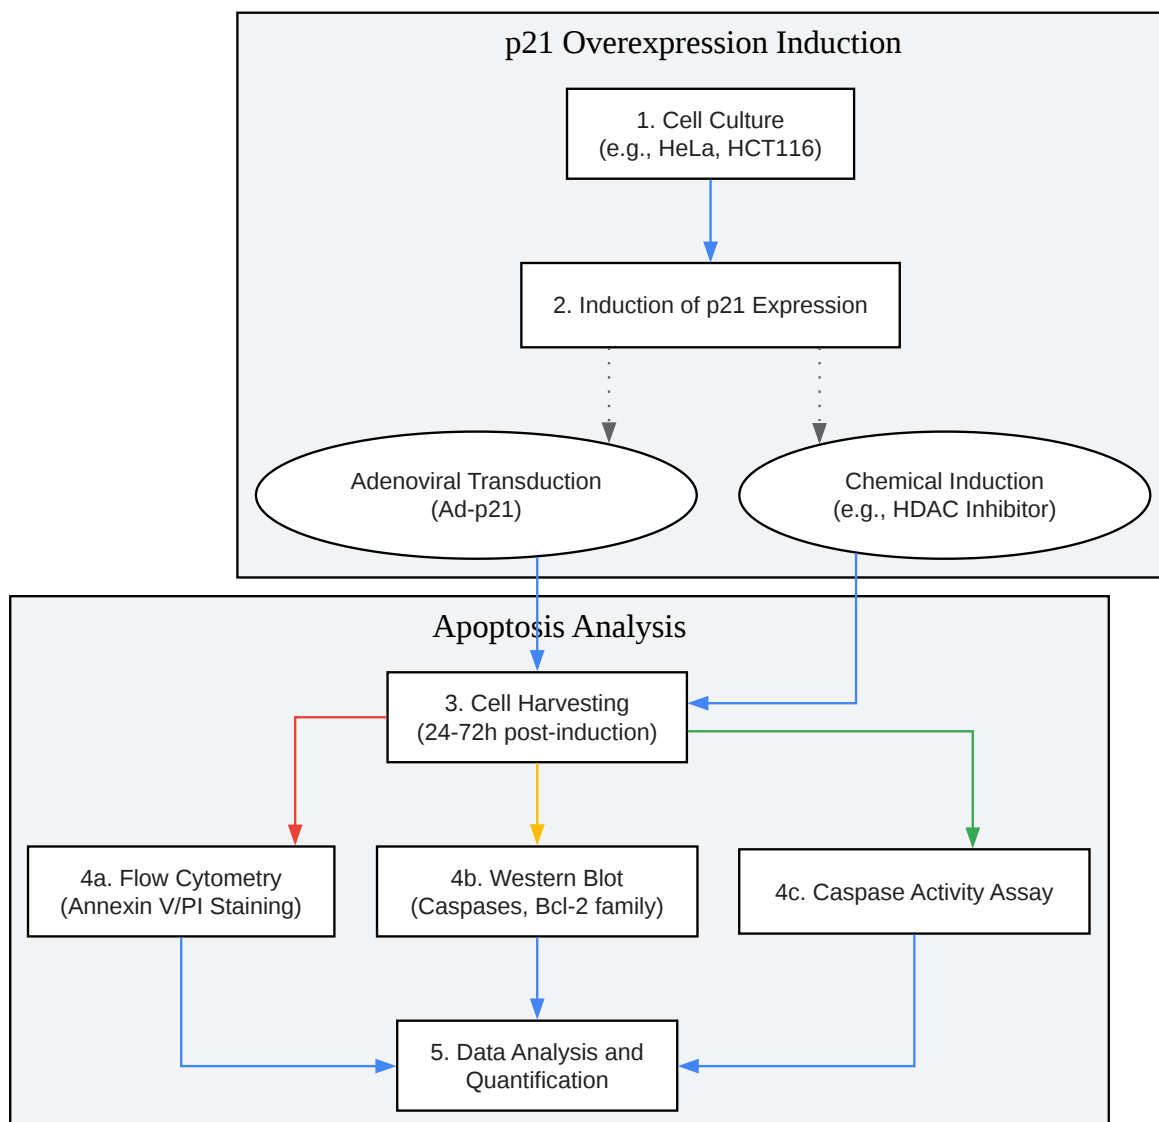 p21 Overexpression Induction
1. Cell Culture
(e.g., HeLa, HCT116)
2. Induction of p21 Expression
Adenoviral Transduction
(Ad-p21)
Chemical Induction
(e.g., HDAC Inhibitor)
Apoptosis Analysis
3. Cell Harvesting
(24-72h post-induction)
4a. Flow Cytometry
(Annexin V/PI Staining)
4b. Western Blot
(Caspases, Bcl-2 family)
4c. Caspase Activity Assay
5. Data Analysis and
Quantification